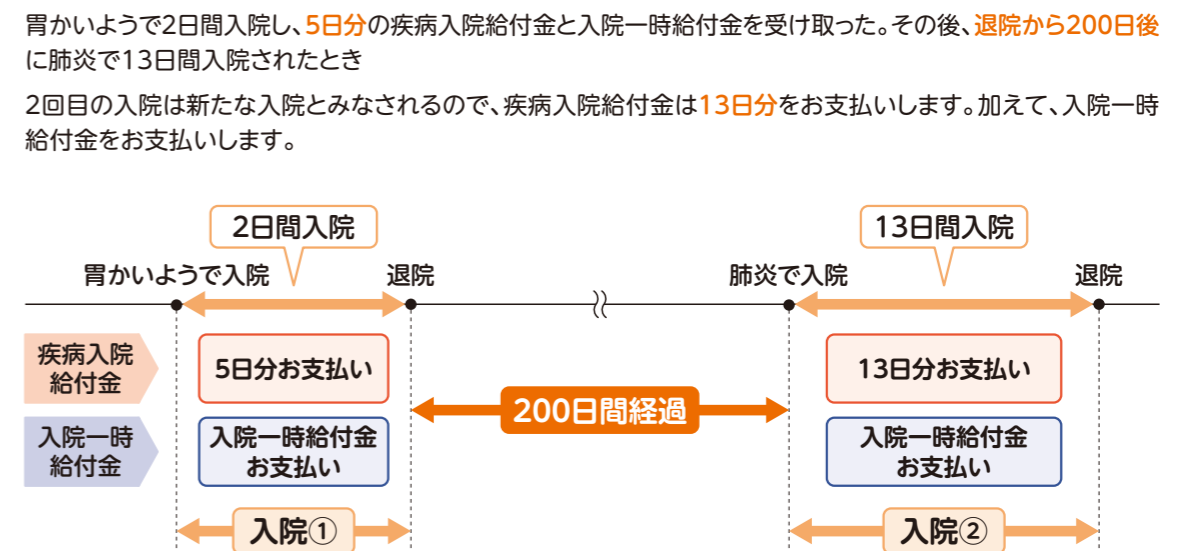 胃かいようで2日間入院し、5日分の疾病入院給付金と入院一時給付金を受け取った。その後、退院から200日後
に肺炎で13日間入院されたとき
2回目の入院は新たな入院とみなされるので、疾病入院給付金は13日分をお支払いします。加えて、入院一時
給付金をお支払いします。
2日間入院
13日間入院
胃かいようで入院
退院
肺炎で入院
退院
疾病入院
給付金
5日分お支払い
13日分お支払い
200日間経過
入院一時
給付金
入院一時給付金
お支払い
入院一時給付金
お支払い
入院①
入院②